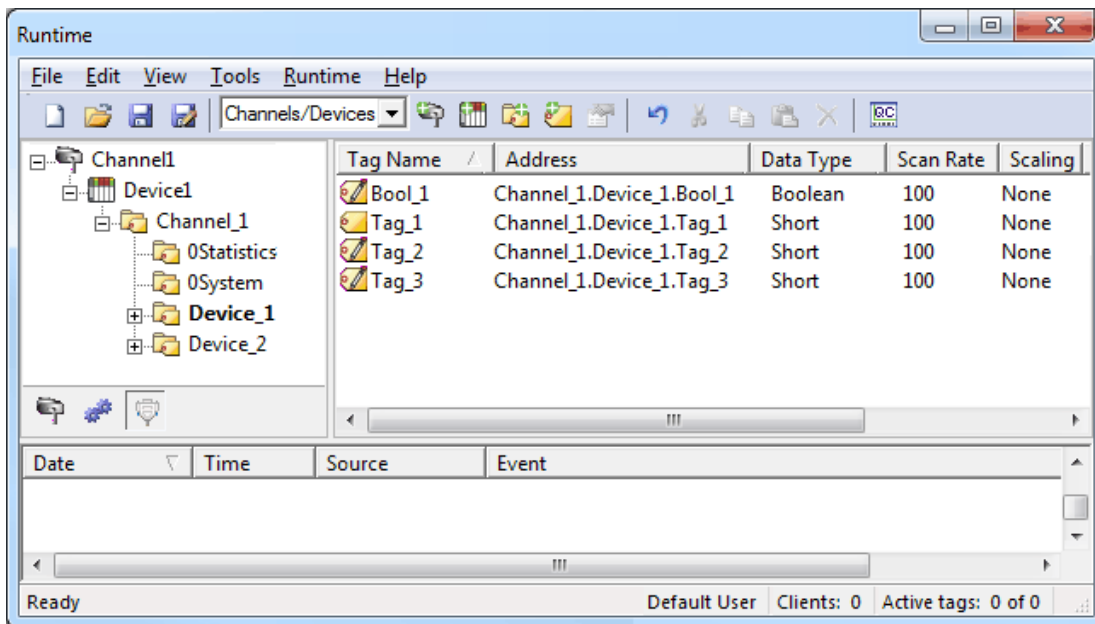 Runtime
File Edit View Tools Runtime Help
Channels/Devices QC
Channel1
Device1
Channel_1
0Statistics
0System
Device_1
Device_2
Tag Name Address Data Type Scan Rate Scaling
Bool_1 Channel_1.Device_1.Bool_1 Boolean 100 None
Tag_1 Channel_1.Device_1.Tag_1 Short 100 None
Tag_2 Channel_1.Device_1.Tag_2 Short 100 None
Tag_3 Channel_1.Device_1.Tag_3 Short 100 None
Date Time Source Event
Ready Default User Clients: 0 Active tags: 0 of 0